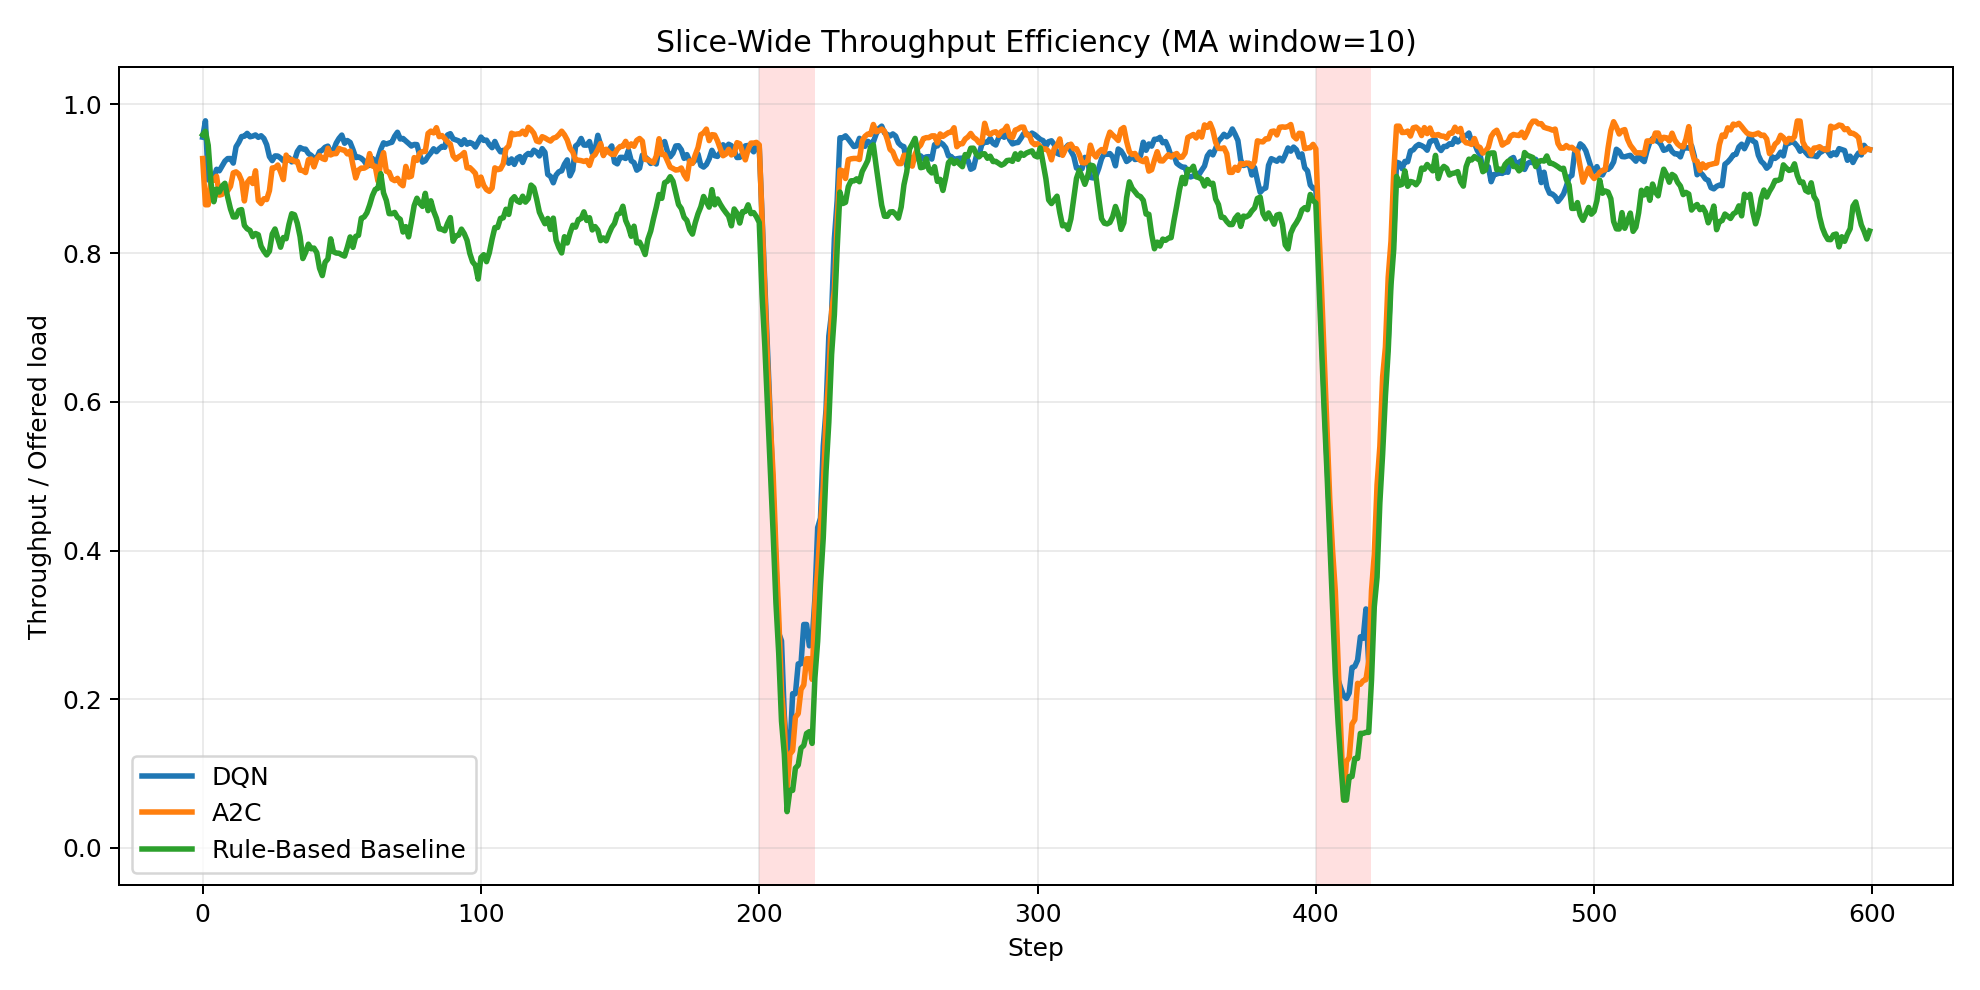 Slice-Wide Throughput Efficiency (MA window=10)
Throughput / Offered load
1.0
0.8
0.6
0.4
0.2
0.0
DQN
A2C
Rule-Based Baseline
0 100 200 300 400 500 600
Step